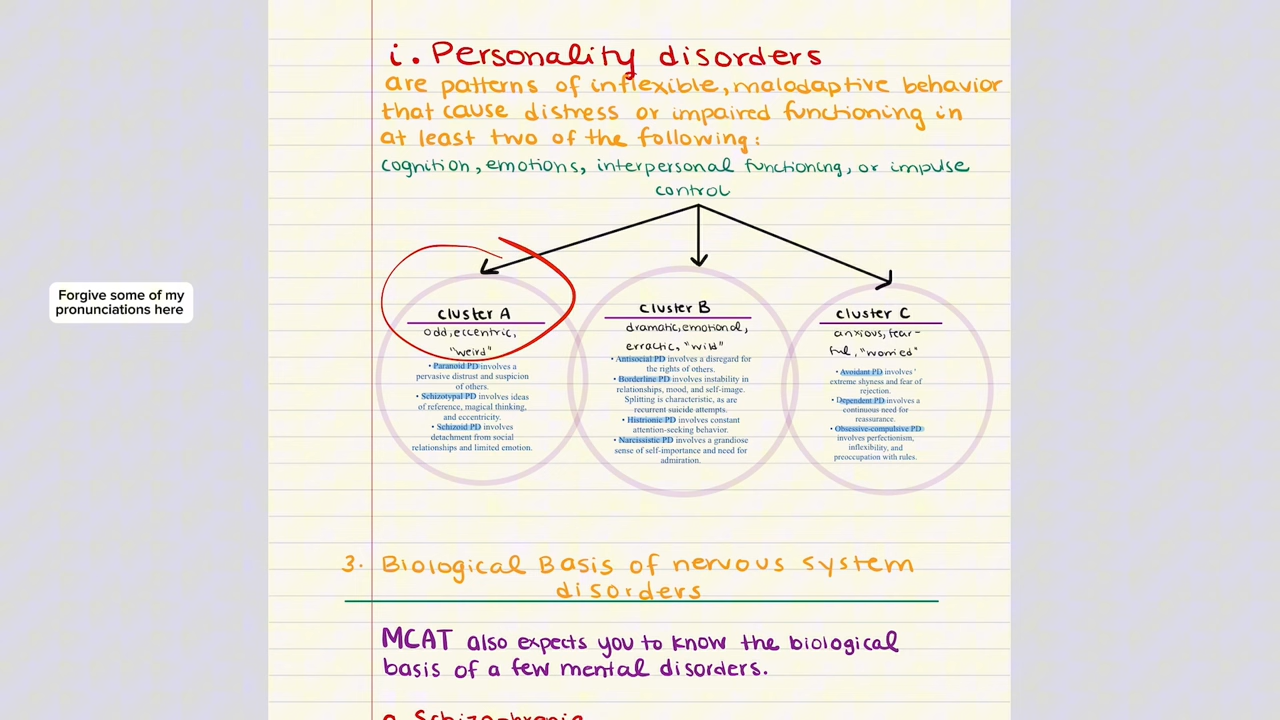 i. Personality disorders
are patterns of inflexible, maladaptive behavior
that cause distress or impaired functioning in
at least two of the following:
cognition, emotions, interpersonal functioning, or impulse
control
Forgive some of my
pronunciations here
cluster A
odd, eccentric,
"weird"
• Paranoid PD involves a
pervasive distrust and suspicion
of others.
• Schizotypal PD involves ideas
of reference, magical thinking,
and eccentricity.
• Schizoid PD involves
detachment from social
relationships and limited emotion.
cluster B
dramatic, emotional,
erractic, "wild"
• Antisocial PD involves a disregard for
the rights of others.
• Borderline PD involves instability in
relationships, mood, and self-image.
Splitting is characteristic, as are
recurrent suicide attempts.
• Histrionic PD involves constant
attention-seeking behavior.
• Narcissistic PD involves a grandiose
sense of self-importance and need for
admiration.
cluster C
anxious, fear-
ful, "worried"
• Avoidant PD involves
extreme shyness and fear of
rejection.
• Dependent PD involves a
continuous need for
reassurance.
• Obsessive-compulsive PD
involves perfectionism,
inflexibility, and
preoccupation with rules.
3. Biological Basis of nervous system
disorders
MCAT also expects you to know the biological
basis of a few mental disorders.
a. Schizophrenia